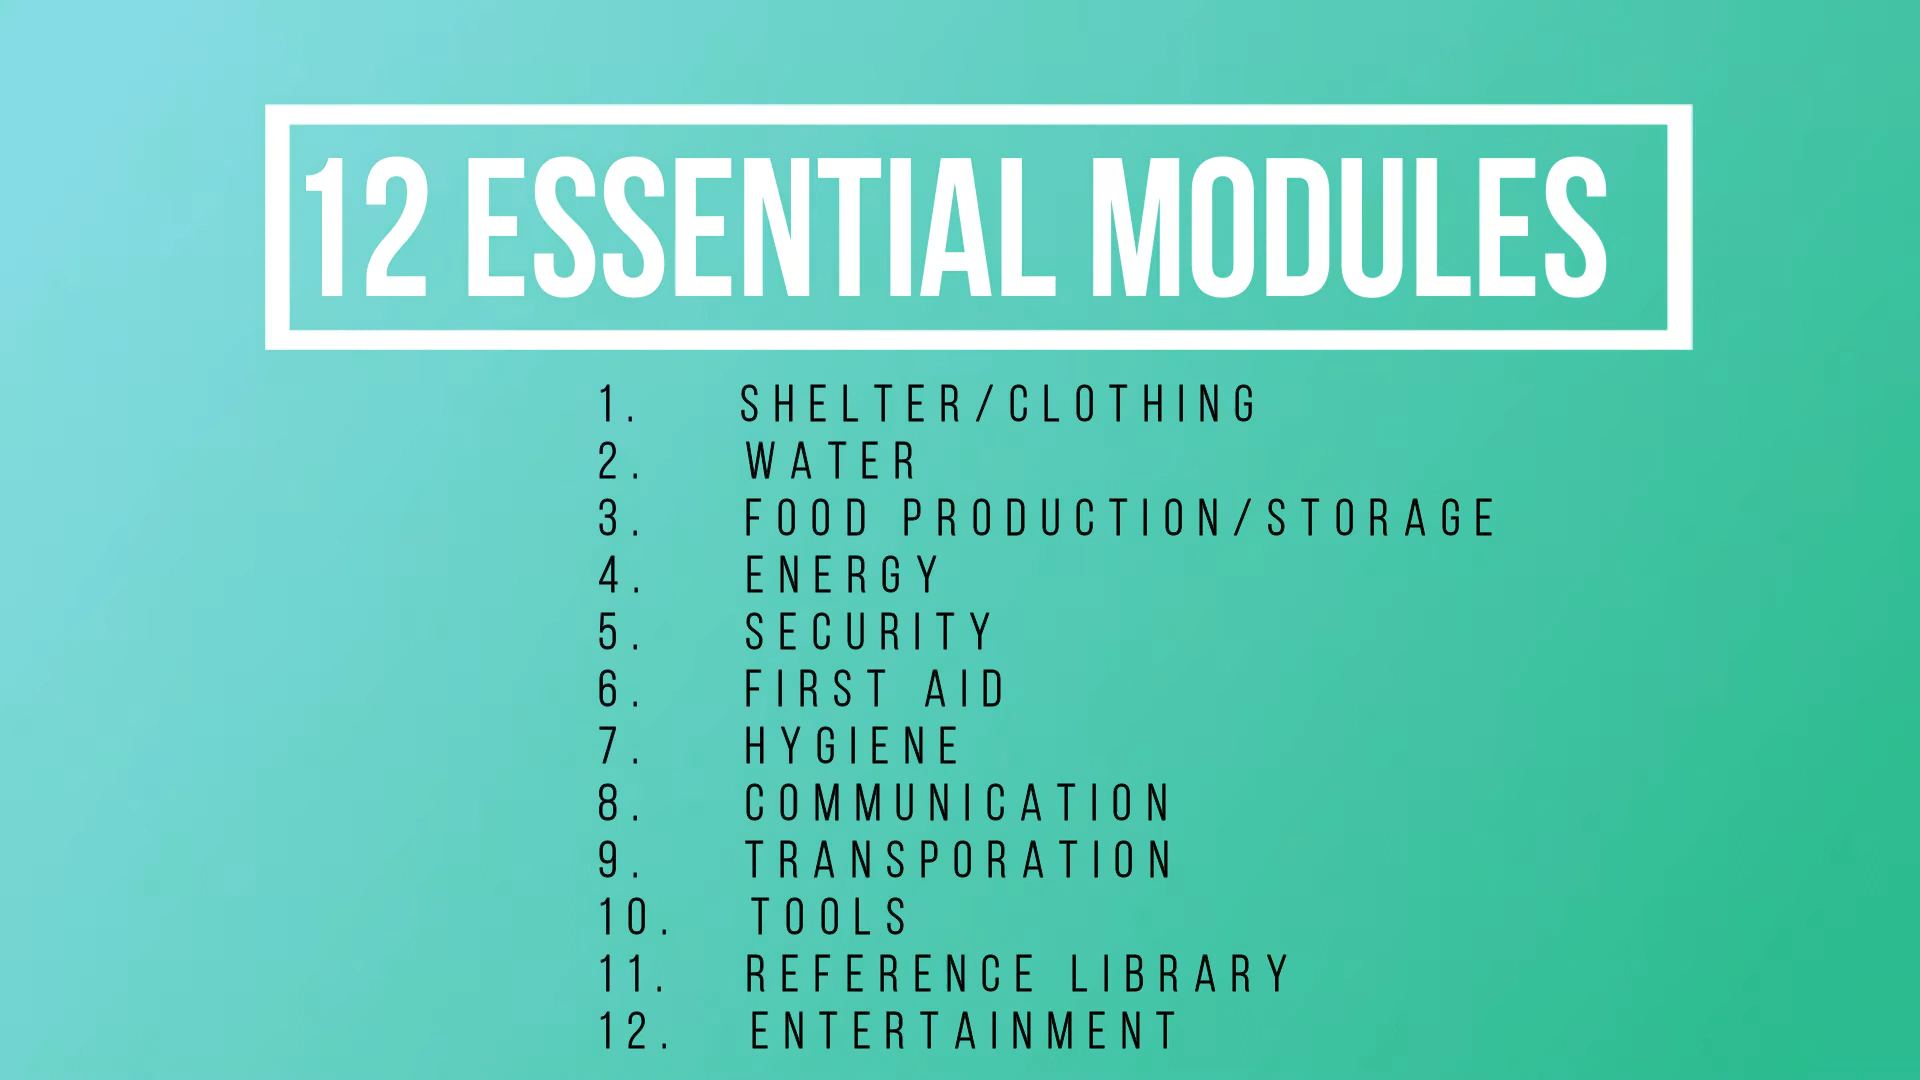 12 ESSENTIAL MODULES
1. SHELTER/CLOTHING
2. WATER
3. FOOD PRODUCTION/STORAGE
4. ENERGY
5. SECURITY
6. FIRST AID
7. HYGIENE
8. COMMUNICATION
9. TRANSPORATION
10. TOOLS
11. REFERENCE LIBRARY
12. ENTERTAINMENT